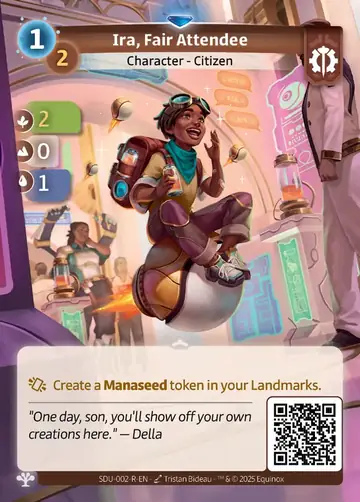 1
2
Ira, Fair Attendee
Character - Citizen
2
0
1
Create a Manaseed token in your Landmarks.
"One day, son, you'll show off your own
creations here." — Della
SDU-002-R-EN - Tristan Bideau - ™ & © 2025 Equinox